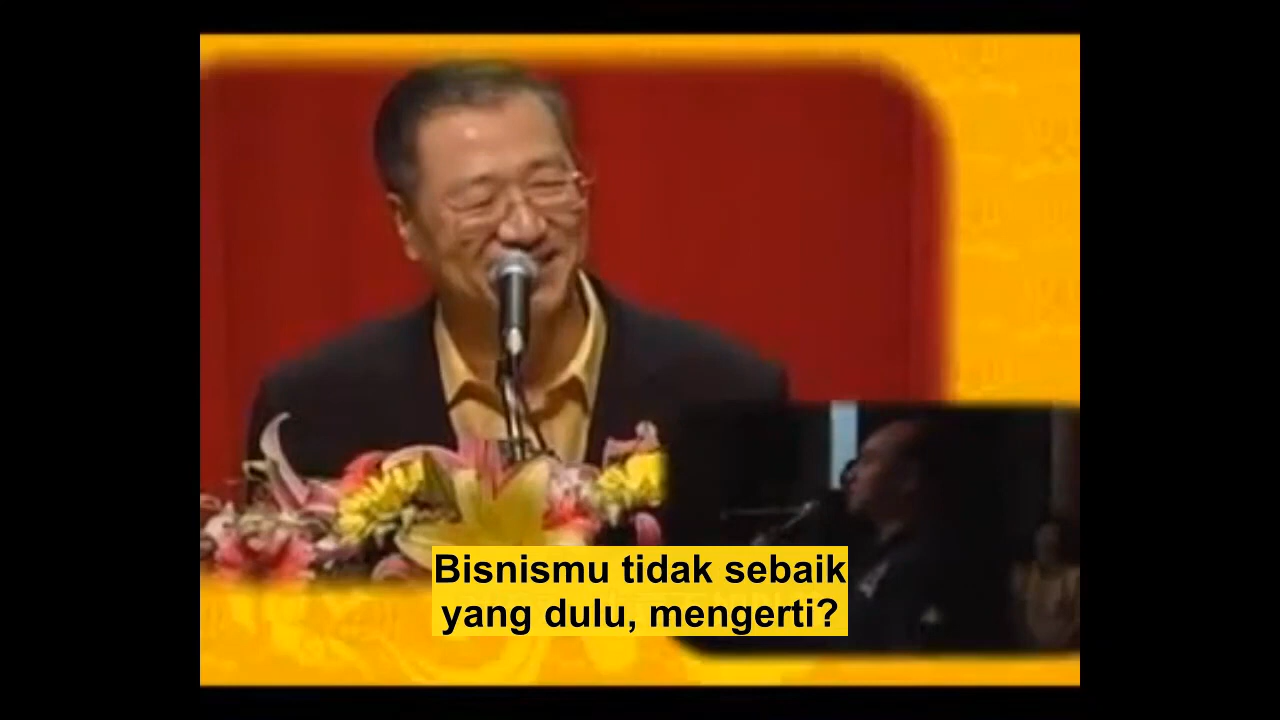 Bisnismu tidak sebaik
yang dulu, mengerti?